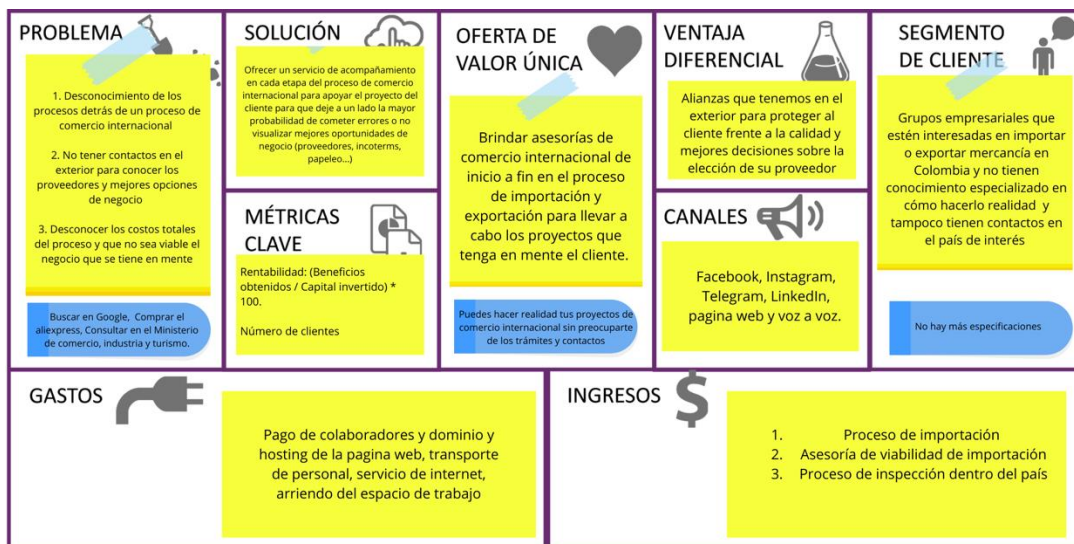 PROBLEMA
1. Desconocimiento de los
procesos detrás de un proceso de
comercio internacional
2. No tener contactos en el
exterior para conocer los
proveedores y mejores opciones
de negocio
3. Desconocer los costos totales
del proceso y que no sea viable el
negocio que se tiene en mente
Buscar en Google, Comprar el
aliexpress, Consultar en el Ministerio
de comercio, industria y turismo.
SOLUCIÓN
Ofrecer un servicio de acompañamiento
en cada etapa del proceso de comercio
internacional para apoyar el proyecto del
cliente para que deje a un lado la mayor
probabilidad de cometer errores o no
visualizar mejores oportunidades de
negocio (proveedores, incoterms,
papeleo...)
MÉTRICAS
CLAVE
Rentabilidad: (Beneficios
obtenidos / Capital invertido) *
100.
Número de clientes
OFERTA DE
VALOR ÚNICA
Brindar asesorías de
comercio internacional de
inicio a fin en el proceso
de importación y
exportación para llevar a
cabo los proyectos que
tenga en mente el cliente.
Puedes hacer realidad tus proyectos de
comercio internacional sin preocuparte
de los trámites y contactos
VENTAJA
DIFERENCIAL
Alianzas que tenemos en el
exterior para proteger al
cliente frente a la calidad y
mejores decisiones sobre la
elección de su proveedor
CANALES
Facebook, Instagram,
Telegram, LinkedIn,
pagina web y voz a voz.
SEGMENTO
DE CLIENTE
Grupos empresariales que
estén interesadas en importar
o exportar mercancía en
Colombia y no tienen
conocimiento especializado en
cómo hacerlo realidad y
tampoco tienen contactos en
el país de interés
No hay más especificaciones
GASTOS
Pago de colaboradores y dominio y
hosting de la pagina web, transporte
de personal, servicio de internet,
arriendo del espacio de trabajo
INGRESOS
$
1. Proceso de importación
2. Asesoría de viabilidad de importación
3. Proceso de inspección dentro del país